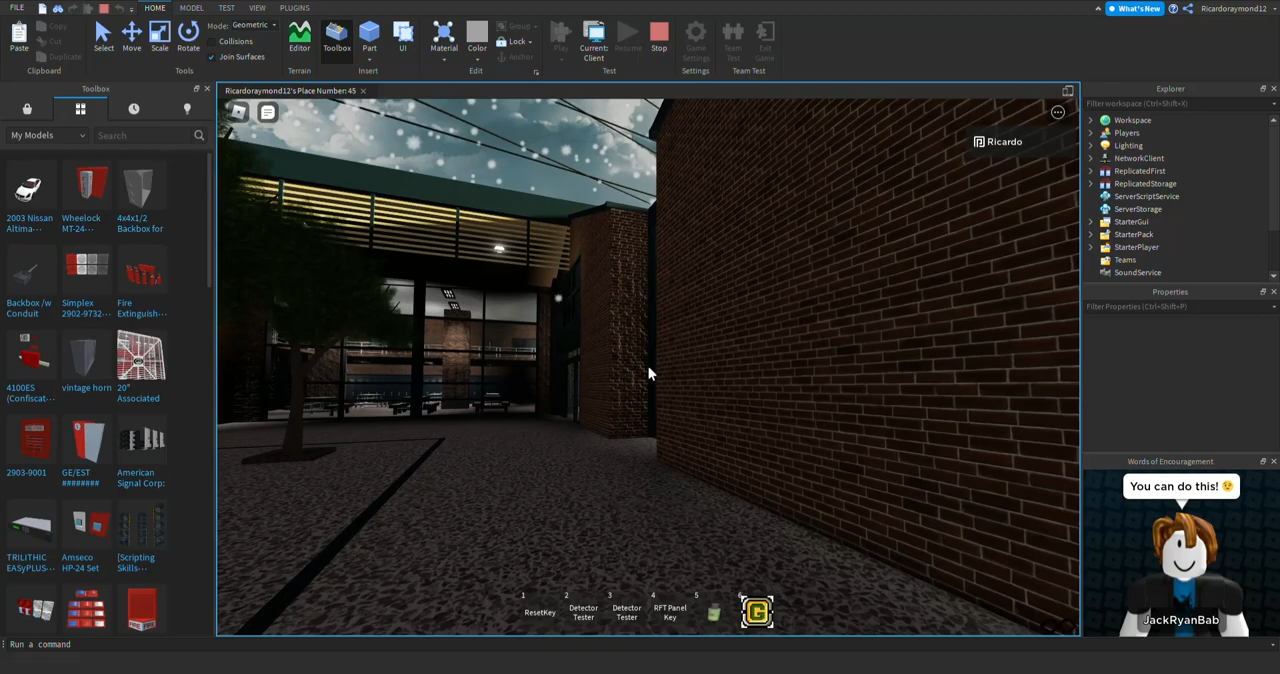 FILE HOME MODEL TEST VIEW PLUGINS What's New Ricardoraymond12
Paste Copy Cut Duplicate Select Move Scale Rotate Mode: Geometric Collisions Join Surfaces Editor Toolbox Part UI Material Color Group Lock Anchor Play Current: Client Resume Stop Game Settings Team Test Exit Game
Clipboard Tools Terrain Insert Edit Test Settings Team Test
Toolbox
My Models Search
2003 Nissan Altima...
Wheelock MT-24...
4x4x1/2 Backbox for
Backbox /w Conduit
Simplex 2902-9732-...
Fire Extinguish...
4100ES (Confiscat...
vintage horn
20" Associated
2903-9001
GE/EST ########
American Signal Corp:
TRILITHIC EASyPLUS...
Amseco HP-24 Set
[Scripting Skills...
Ricardoraymond12's Place Number: 45
Ricardo
1 2 3 4 5
ResetKey
Detector Tester
Detector Tester
RFT Panel Key
G
Explorer
Filter workspace (Ctrl+Shift+X)
Workspace
Players
Lighting
NetworkClient
ReplicatedFirst
ReplicatedStorage
ServerScriptService
ServerStorage
StarterGui
StarterPack
StarterPlayer
Teams
SoundService
Properties
Filter Properties (Ctrl+Shift+P)
Words of Encouragement
You can do this! 😉
JackRyanBab
Run a command